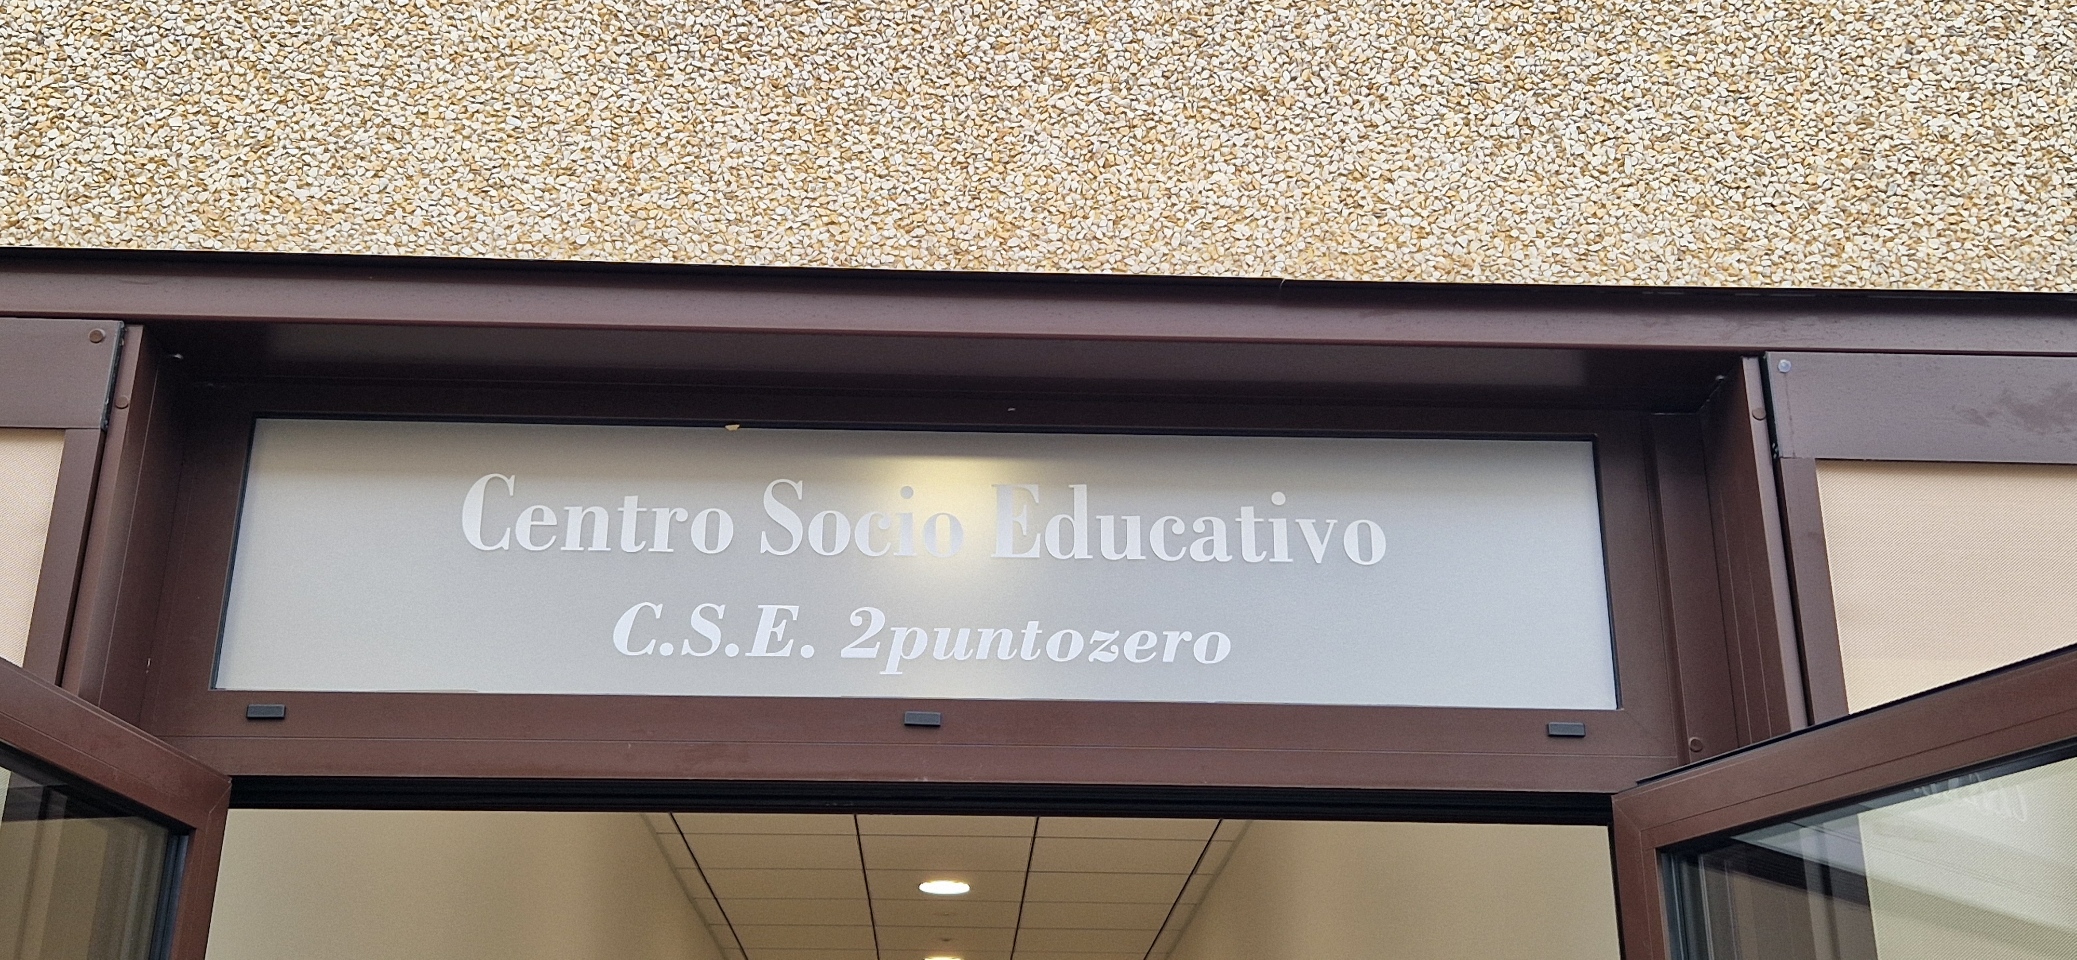 Centro Socio Educativo
C.S.E. 2puntozero